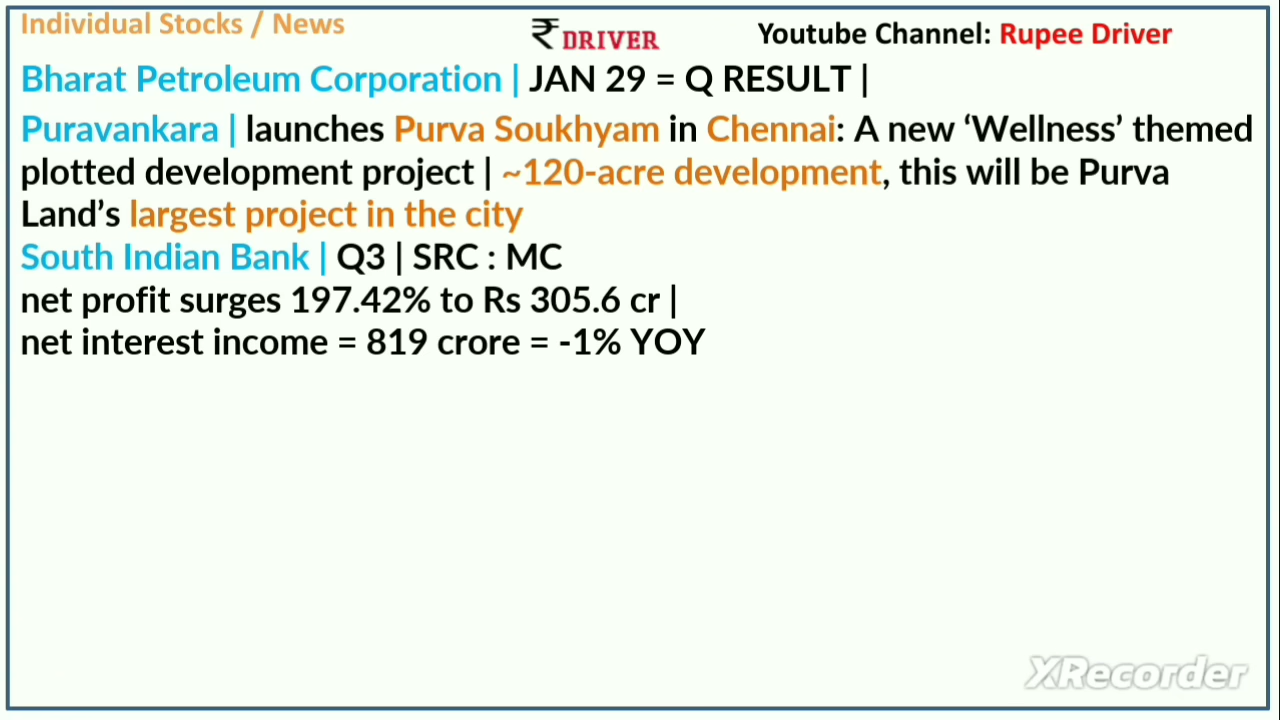 Individual Stocks / News
₹ DRIVER
Youtube Channel: Rupee Driver
Bharat Petroleum Corporation | JAN 29 = Q RESULT |
Puravankara | launches Purva Soukhyam in Chennai: A new ‘Wellness’ themed
plotted development project | ~120-acre development, this will be Purva
Land’s largest project in the city
South Indian Bank | Q3 | SRC : MC
net profit surges 197.42% to Rs 305.6 cr |
net interest income = 819 crore = -1% YOY
XRecorder